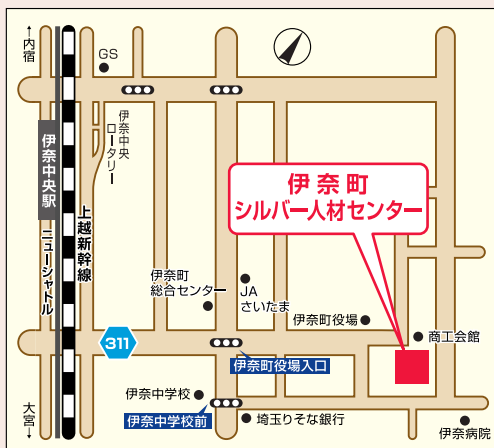 ←内宿
GS
伊奈中央
ロータリー
伊奈中央駅
ニューシャトル
上越新幹線
伊奈町
シルバー人材センター
伊奈町
総合センター
JA
さいたま
伊奈町役場
商工会館
311
伊奈町役場入口
伊奈中学校
伊奈中学校前
埼玉りそな銀行
伊奈病院
大宮→